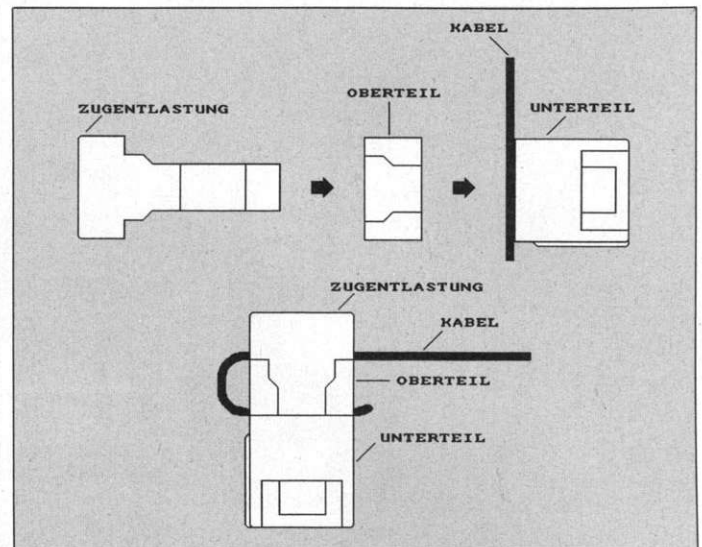 KABEL
OBERTEIL
ZUGENTLASTUNG
UNTERTEIL
ZUGENTLASTUNG
KABEL
OBERTEIL
UNTERTEIL